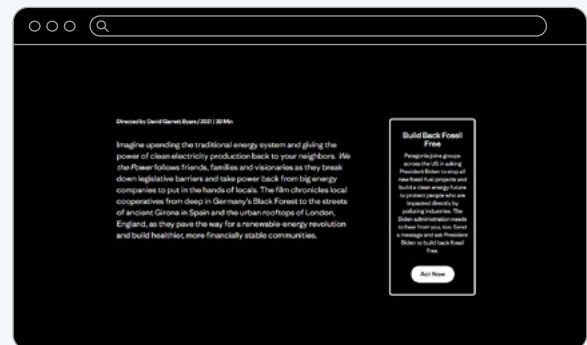 Directed by David Garrett Byars / 2021 / 39 Min
Imagine upending the traditional energy system and giving the
power of clean electricity production back to your neighbors. We
the Power follows friends, families and visionaries as they break
down legislative barriers and take power back from big energy
companies to put in the hands of locals. The film chronicles local
cooperatives from deep in Germany's Black Forest to the streets
of ancient Girona in Spain and the urban rooftops of London,
England, as they pave the way for a renewable-energy revolution
and build healthier, more financially stable communities.
Build Back Fossil
Free
Patagonia joins groups
across the US in asking
President Biden to stop all
new fossil fuel projects and
build a clean energy future
to protect people who are
impacted directly by
polluting industries. The
Biden administration needs
to hear from you, too. Send
a message and ask President
Biden to build back fossil
free.
Act Now